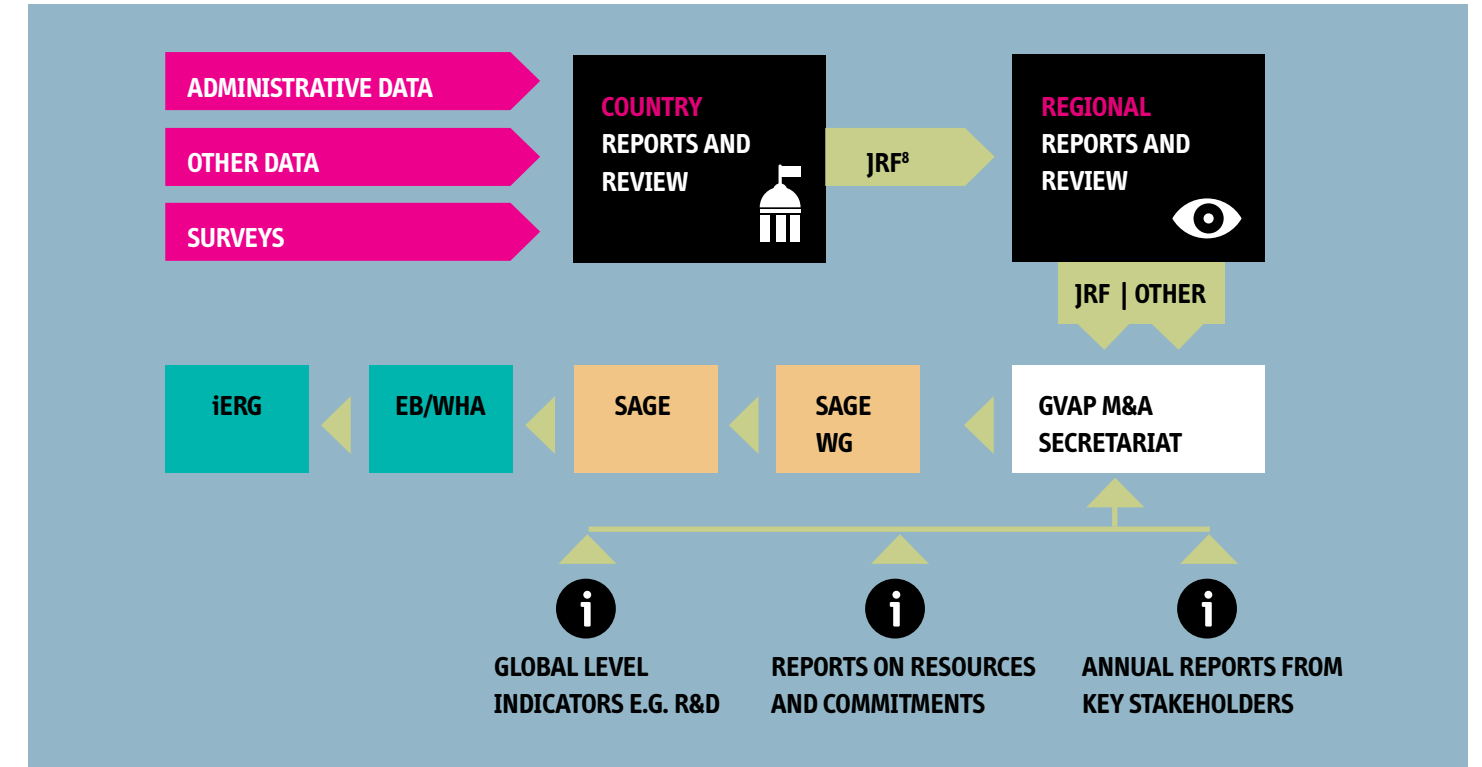 ADMINISTRATIVE DATA
OTHER DATA
SURVEYS
COUNTRY
REPORTS AND
REVIEW
JRF⁸
REGIONAL
REPORTS AND
REVIEW
JRF | OTHER
iERG
EB/WHA
SAGE
SAGE
WG
GVAP M&A
SECRETARIAT
GLOBAL LEVEL
INDICATORS E.G. R&D
REPORTS ON RESOURCES
AND COMMITMENTS
ANNUAL REPORTS FROM
KEY STAKEHOLDERS